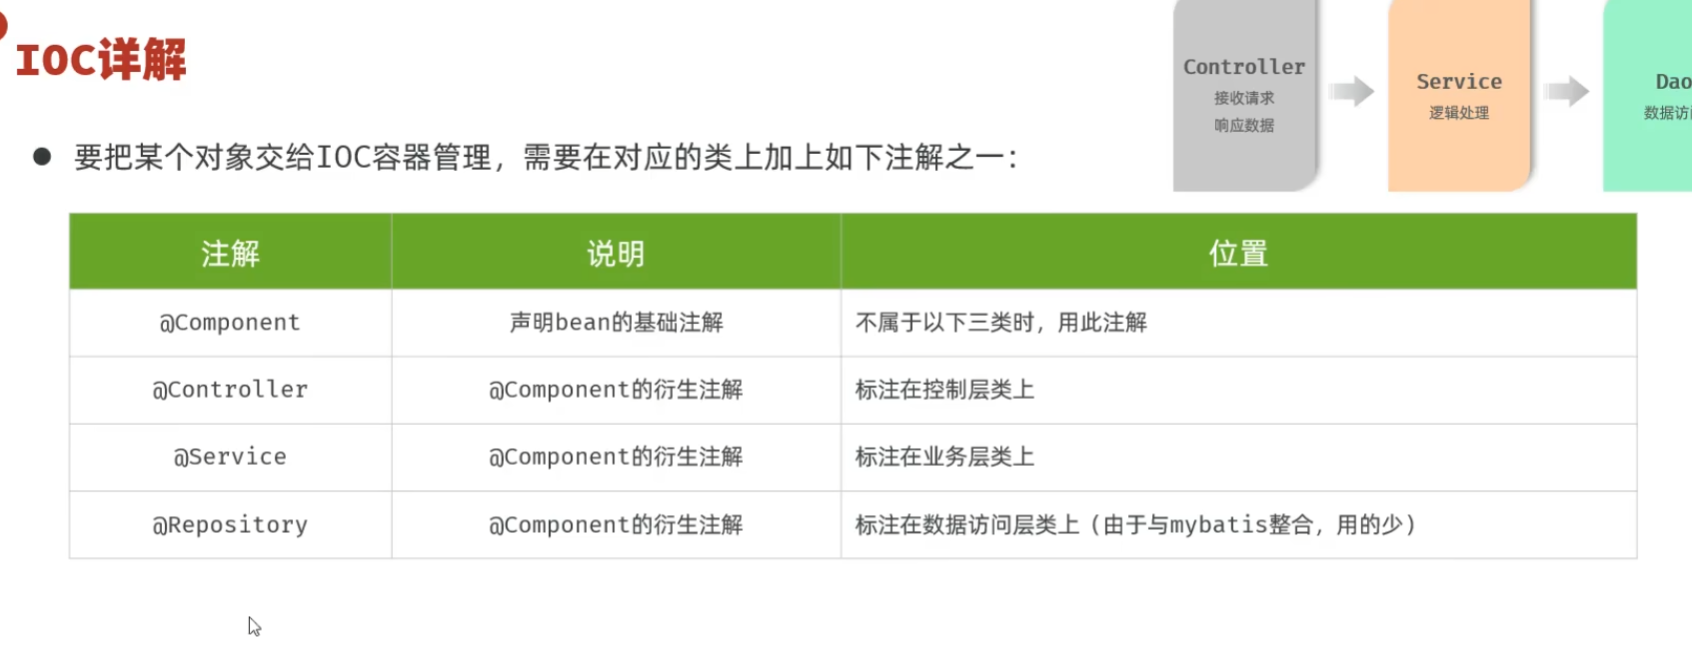 IOC详解
Controller
接收请求
响应数据
Service
逻辑处理
Dao
数据访
要把某个对象交给IOC容器管理，需要在对应的类上加上如下注解之一：
注解 说明 位置
@Component 声明bean的基础注解 不属于以下三类时，用此注解
@Controller @Component的衍生注解 标注在控制层类上
@Service @Component的衍生注解 标注在业务层类上
@Repository @Component的衍生注解 标注在数据访问层类上（由于与mybatis整合，用的少）